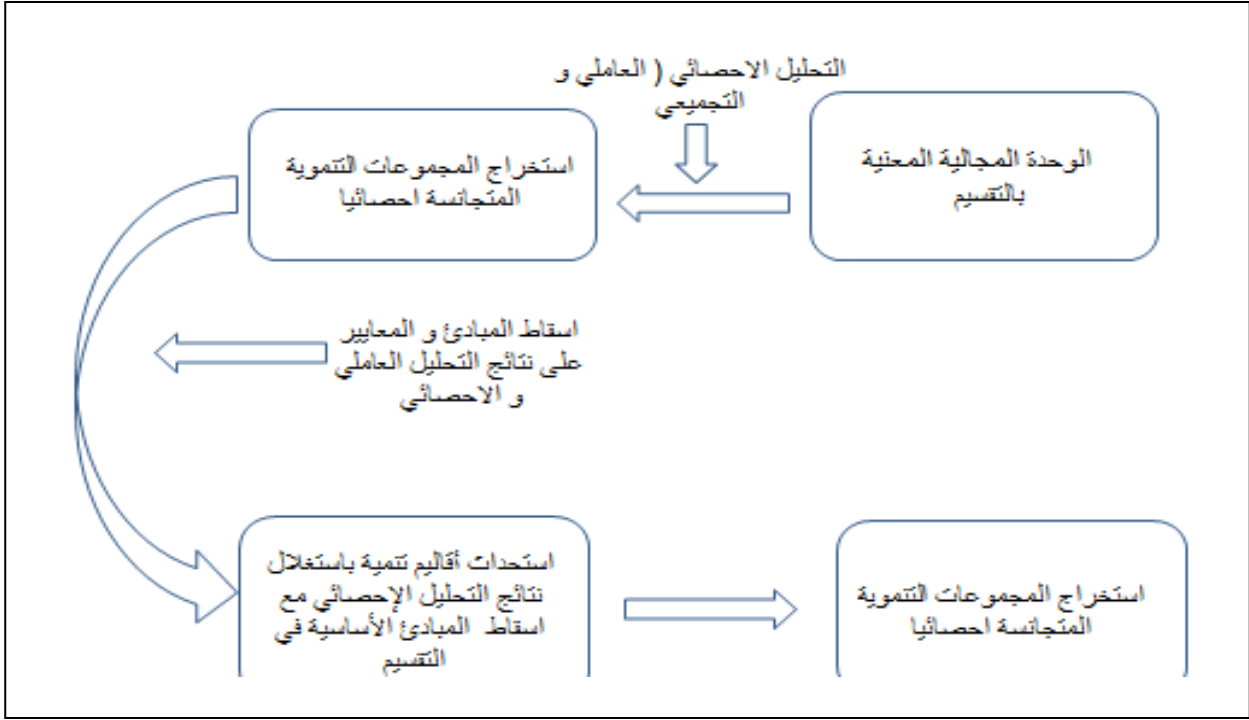 التحليل الاحصائي ( العاملي و
التجميعي
الوحدة المجالية المعنية
بالتقسيم
استخراج المجموعات التنموية
المتجانسة احصائيا
اسقاط المبادئ و المعايير
على نتائج التحليل العاملي
و الاحصائي
استحداث أقاليم تنمية باستغلال
نتائج التحليل الإحصائي مع
اسقاط المبادئ الأساسية في
التقسيم
استخراج المجموعات التنموية
المتجانسة احصائيا